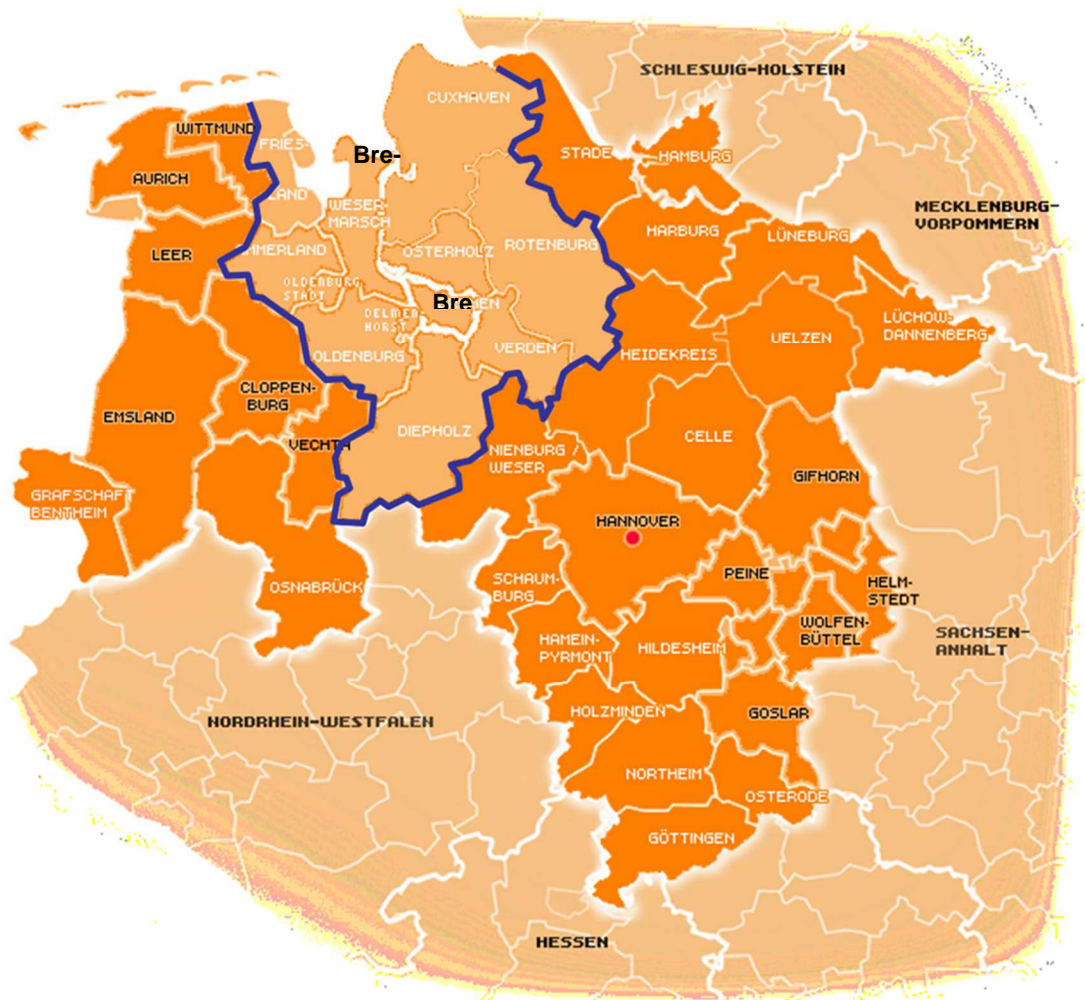 SCHLESWIG-HOLSTEIN
CUXHAVEN
WITTMUND
FRIES-
LAND
Bre-
STADE
HAMBURG
AURICH
WESER-
MARSCH
MECKLENBURG-
VORPOMMERN
LEER
MMERLAND
OSTERHOLZ
ROTENBURG
HARBURG
LÜNEBURG
OLDENBURG
STADT
Bre
EN
DELMEN-
HORST
LÜCHOW-
DANNENBERG
OLDENBURG
VERDEN
HEIDEKREIS
UELZEN
CLOPPEN-
BURG
EMSLAND
DIEPHOLZ
CELLE
VECHTA
NIENBURG /
WESER
GIFHORN
GRAFSCHAFT
BENTHEIM
HANNOVER
PEINE
OSNABRÜCK
SCHAUM-
BURG
HELM-
STEDT
WOLFEN-
BÜTTEL
HAMEIN-
PYRMONT
HILDESHEIM
SACHSEN-
ANHALT
NORDRHEIN-WESTFALEN
HOLZMINDEN
GOSLAR
NORTHEIM
OSTERODE
GÖTTINGEN
HESSEN